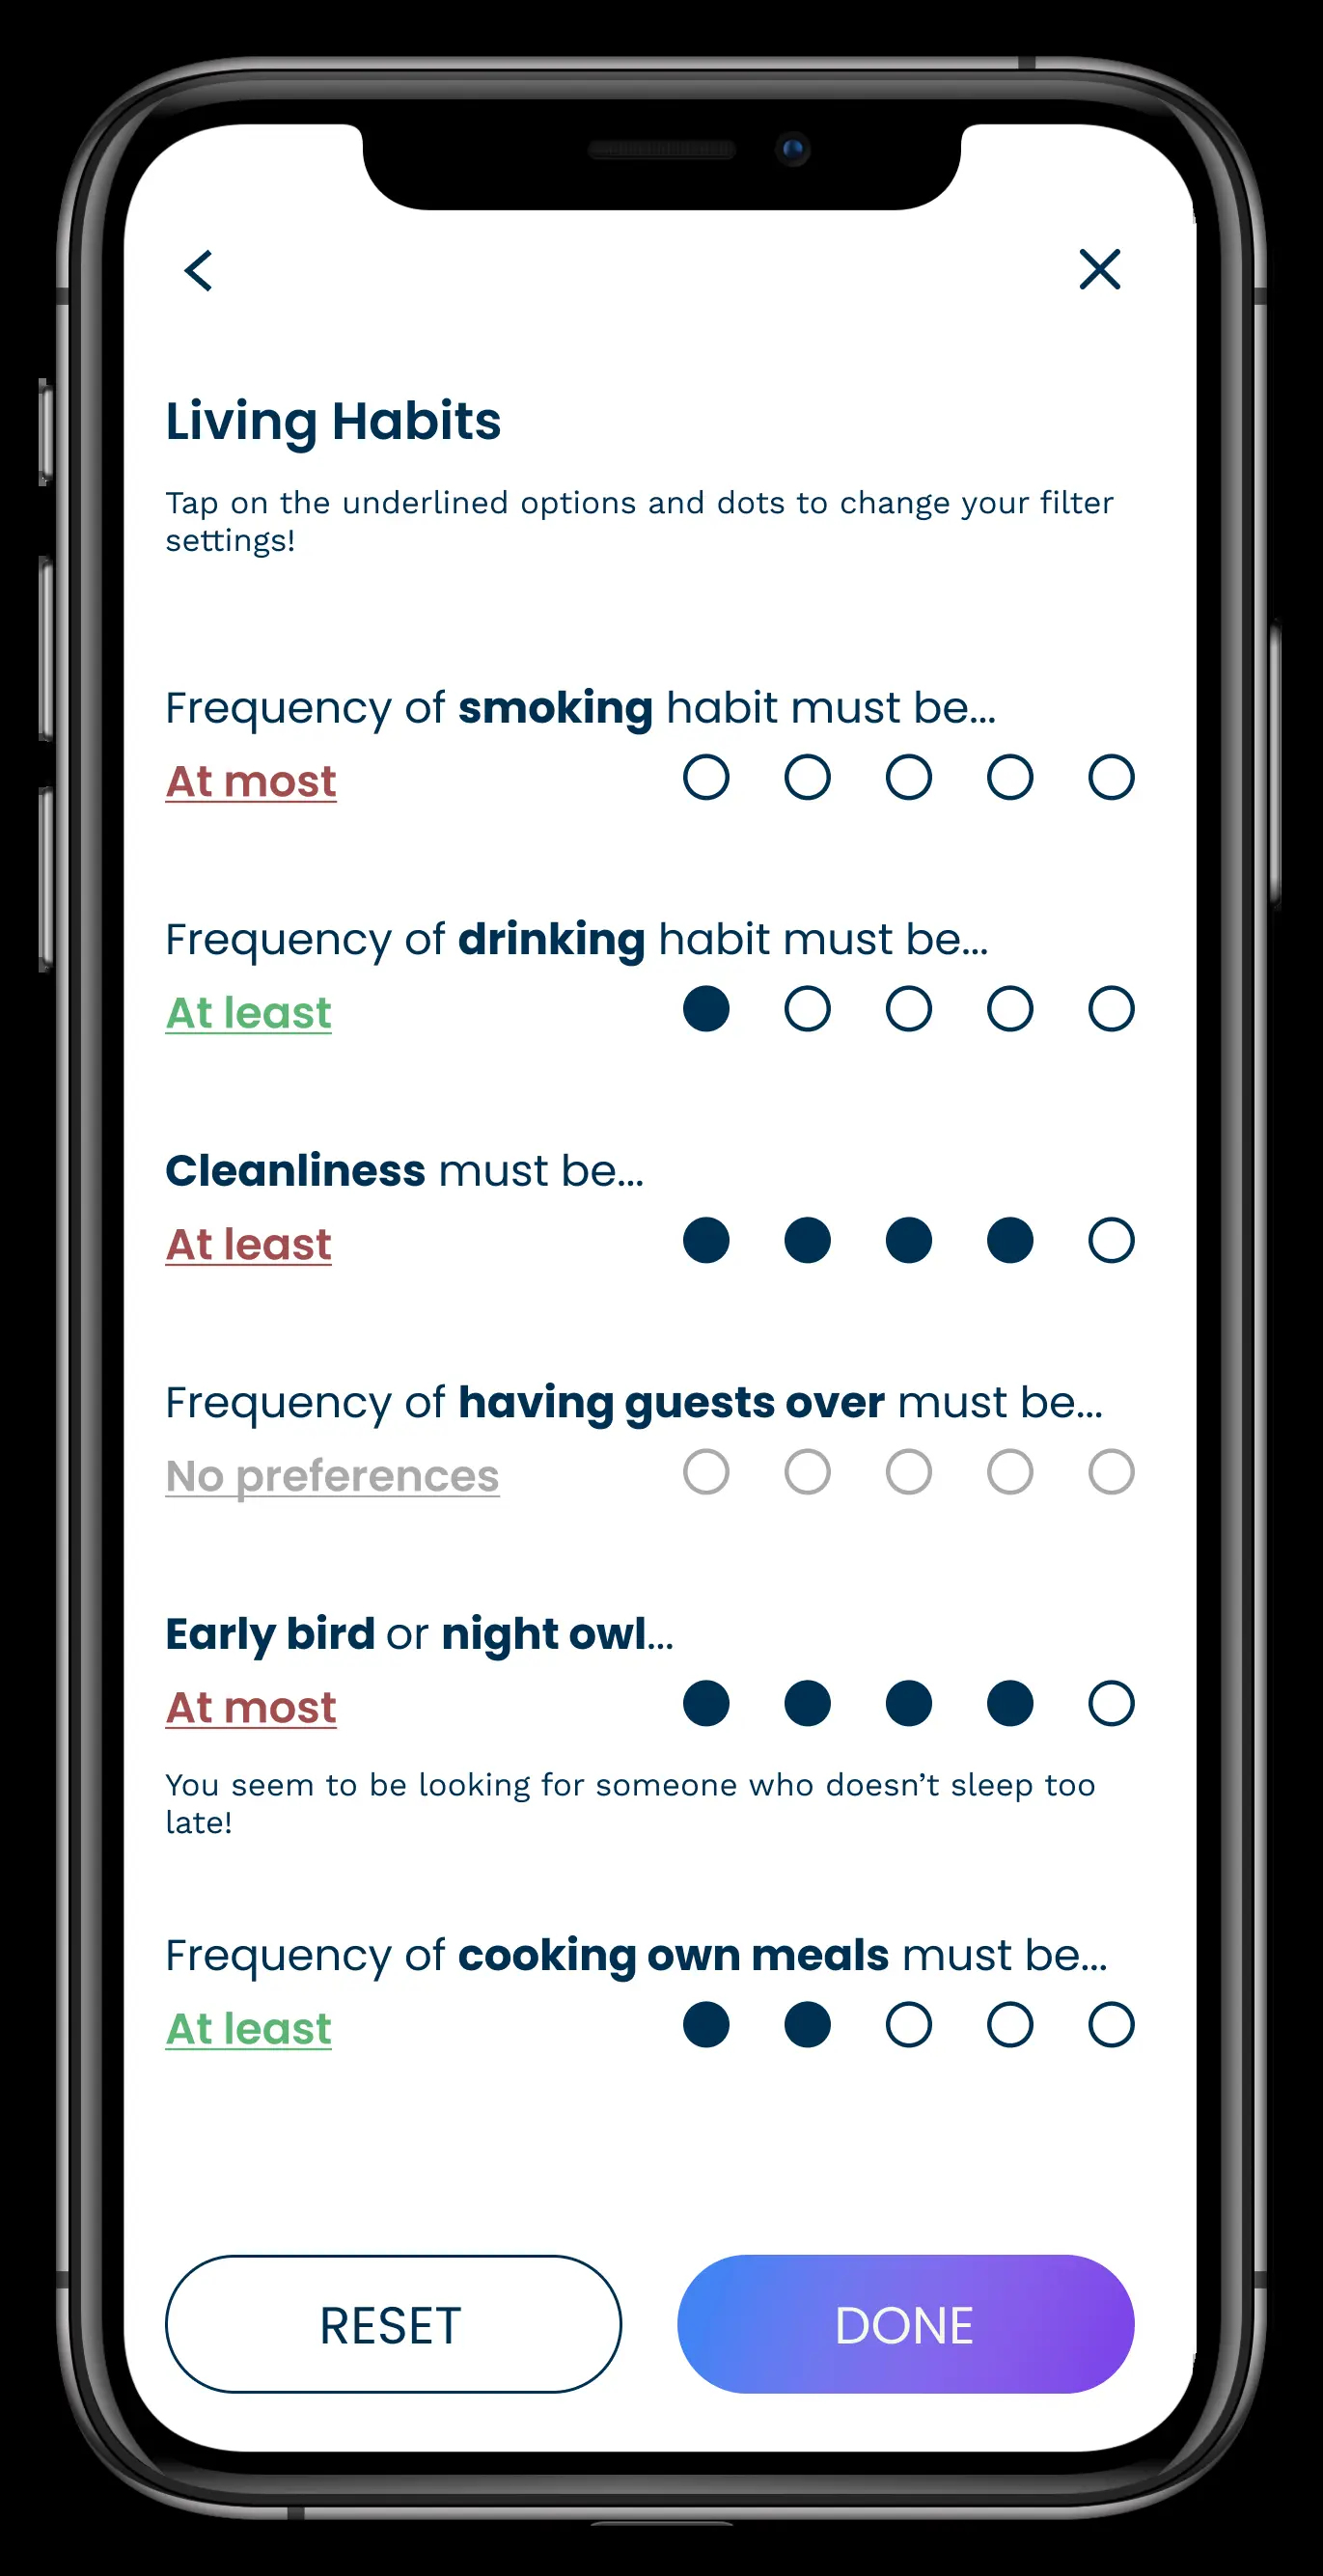 Living Habits
Tap on the underlined options and dots to change your filter
settings!
Frequency of smoking habit must be...
At most
Frequency of drinking habit must be...
At least
Cleanliness must be...
At least
Frequency of having guests over must be...
No preferences
Early bird or night owl...
At most
You seem to be looking for someone who doesn’t sleep too
late!
Frequency of cooking own meals must be...
At least
RESET
DONE